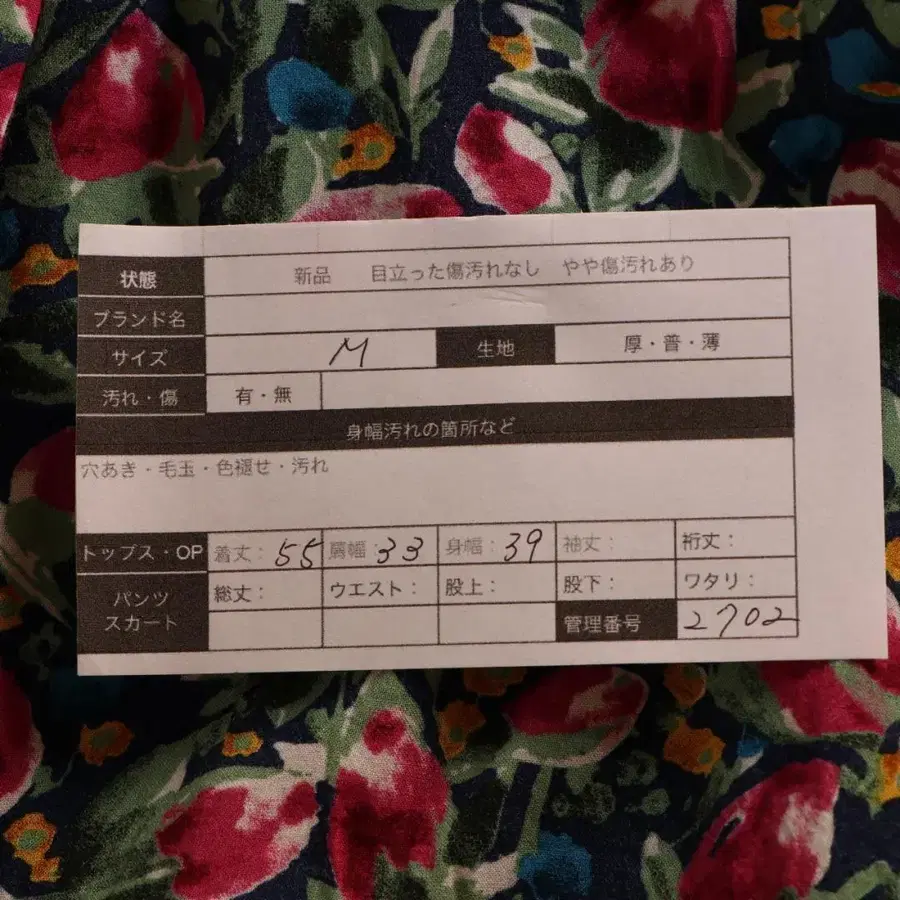 状態 新品 目立った傷汚れなし やや傷汚れあり
ブランド名
サイズ M 生地 厚・普・薄
汚れ・傷 有・無
身幅汚れの箇所など
穴あき・毛玉・色褪せ・汚れ
トップス・OP 着丈:55 肩幅:33 身幅:39 袖丈: 裄丈:
パンツ 総丈: ウエスト: 股上: 股下: ワタリ:
スカート 管理番号 2702